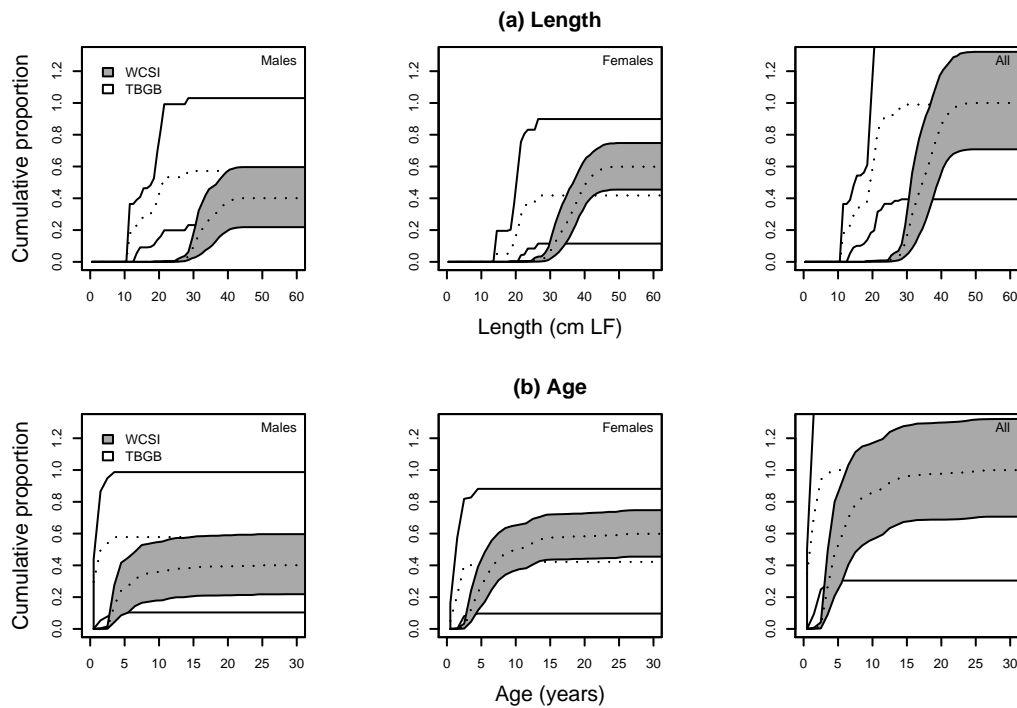 (a) Length
Males
WCSI
TBGB
Females
All
Cumulative proportion
0.0 0.2 0.4 0.6 0.8 1.0 1.2
0 10 20 30 40 50 60
0.0 0.2 0.4 0.6 0.8 1.0 1.2
0 10 20 30 40 50 60
0.0 0.2 0.4 0.6 0.8 1.0 1.2
0 10 20 30 40 50 60
Length (cm LF)
(b) Age
Males
WCSI
TBGB
Females
All
Cumulative proportion
0.0 0.2 0.4 0.6 0.8 1.0 1.2
0 5 10 15 20 25 30
0.0 0.2 0.4 0.6 0.8 1.0 1.2
0 5 10 15 20 25 30
0.0 0.2 0.4 0.6 0.8 1.0 1.2
0 5 10 15 20 25 30
Age (years)